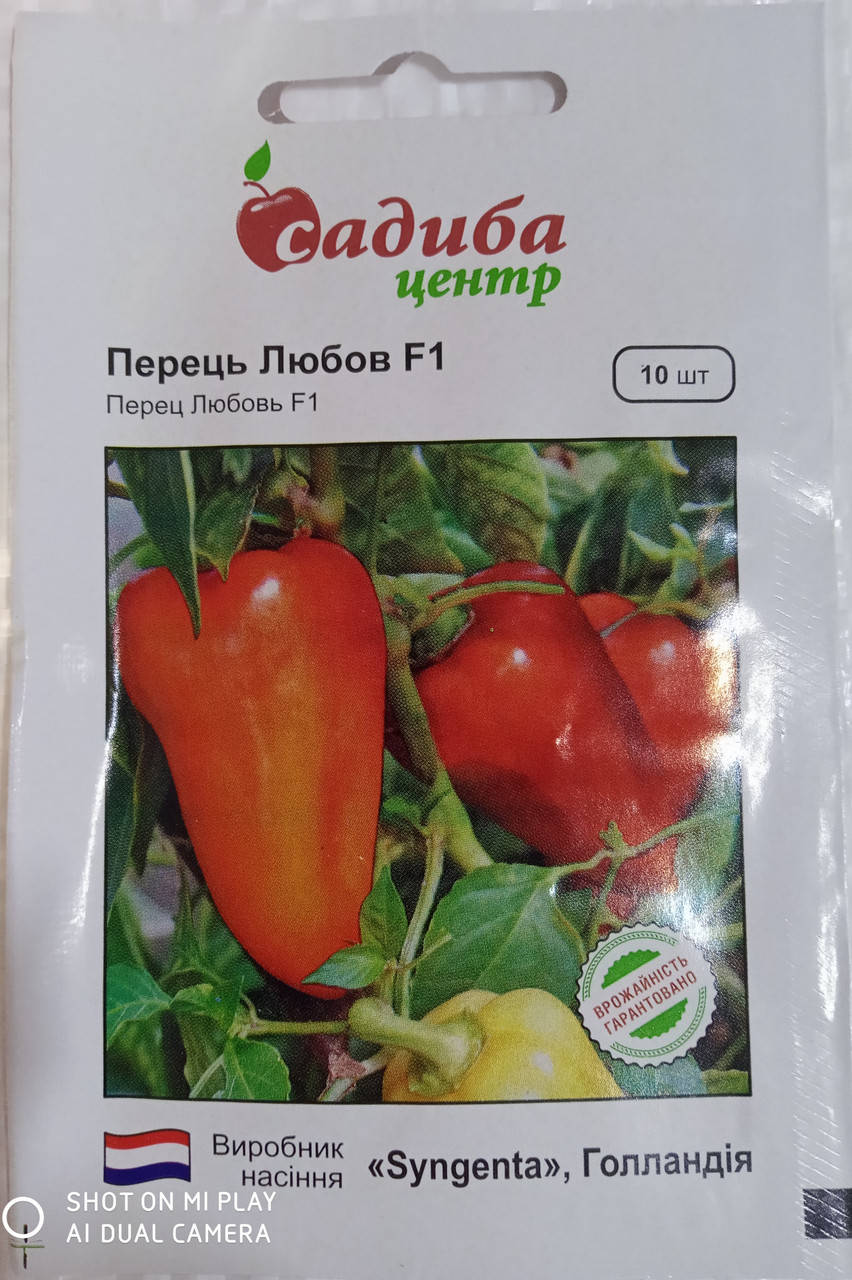 садиба
центр
Перець Любов F1
10 шт
Перец Любовь F1
ВРОЖАЙНІСТЬ
ГАРАНТОВАНО
Виробник
насіння
«Syngenta», Голландія
SHOT ON MI PLAY
AI DUAL CAMERA